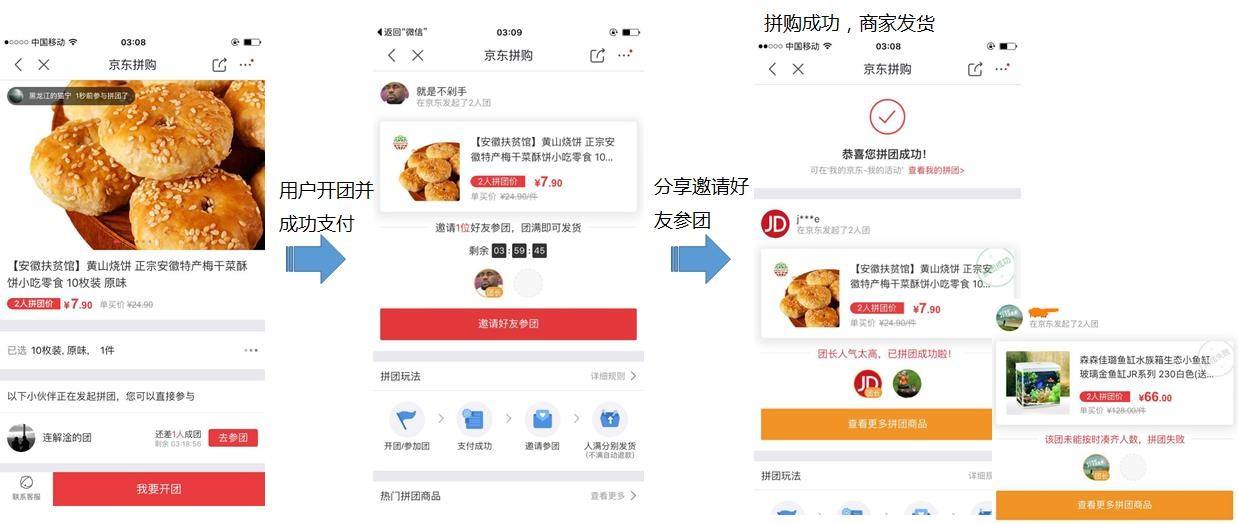 拼购成功，商家发货
中国移动
03:08
京东拼购
黑龙江的猫宁 1秒前参与拼团了
【安徽扶贫馆】黄山烧饼 正宗安徽特产梅干菜酥
饼小吃零食 10枚装 原味
2人拼团价 ¥7.90 单买价 ¥24.90
已选 10枚装, 原味, 1件
以下小伙伴正在发起拼团，您可以直接参与
连解淦的团
还差1人成团
剩余 03:18:56
去参团
联系客服
我要开团
用户开团并
成功支付
返回"微信"
03:09
京东拼购
就是不剁手
在京东发起了2人团
【安徽扶贫馆】黄山烧饼 正宗安
徽特产梅干菜酥饼小吃零食 10...
2人拼团价 ¥7.90
单买价 ¥24.90/件
邀请1位好友参团，团满即可发货
剩余 03 : 59 : 45
团长
邀请好友参团
拼团玩法 详细规则
开团/参加团 支付成功 邀请参团 人满分别发货
(不满自动退款)
热门拼团商品 查看更多
分享邀请好
友参团
中国移动
03:08
京东拼购
恭喜您拼团成功！
可在'我的京东-我的活动' 查看我的拼团>
JD
j***e
在京东发起了2人团
【安徽扶贫馆】黄山烧饼 正宗安
徽特产梅干菜酥饼小吃零食 10...
2人拼团价 ¥7.90
单买价 ¥24.90/件
团长人气太高，已拼团成功啦！
JD
团长
查看更多拼团商品
拼团玩法 详细规
在京东发起了2人团
森森佳璐鱼缸水族箱生态小鱼缸
玻璃金鱼缸JR系列 230白色(送...
2人拼团价 ¥66.00
单买价 ¥128.00/件
该团未能按时凑齐人数，拼团失败
团长
查看更多拼团商品